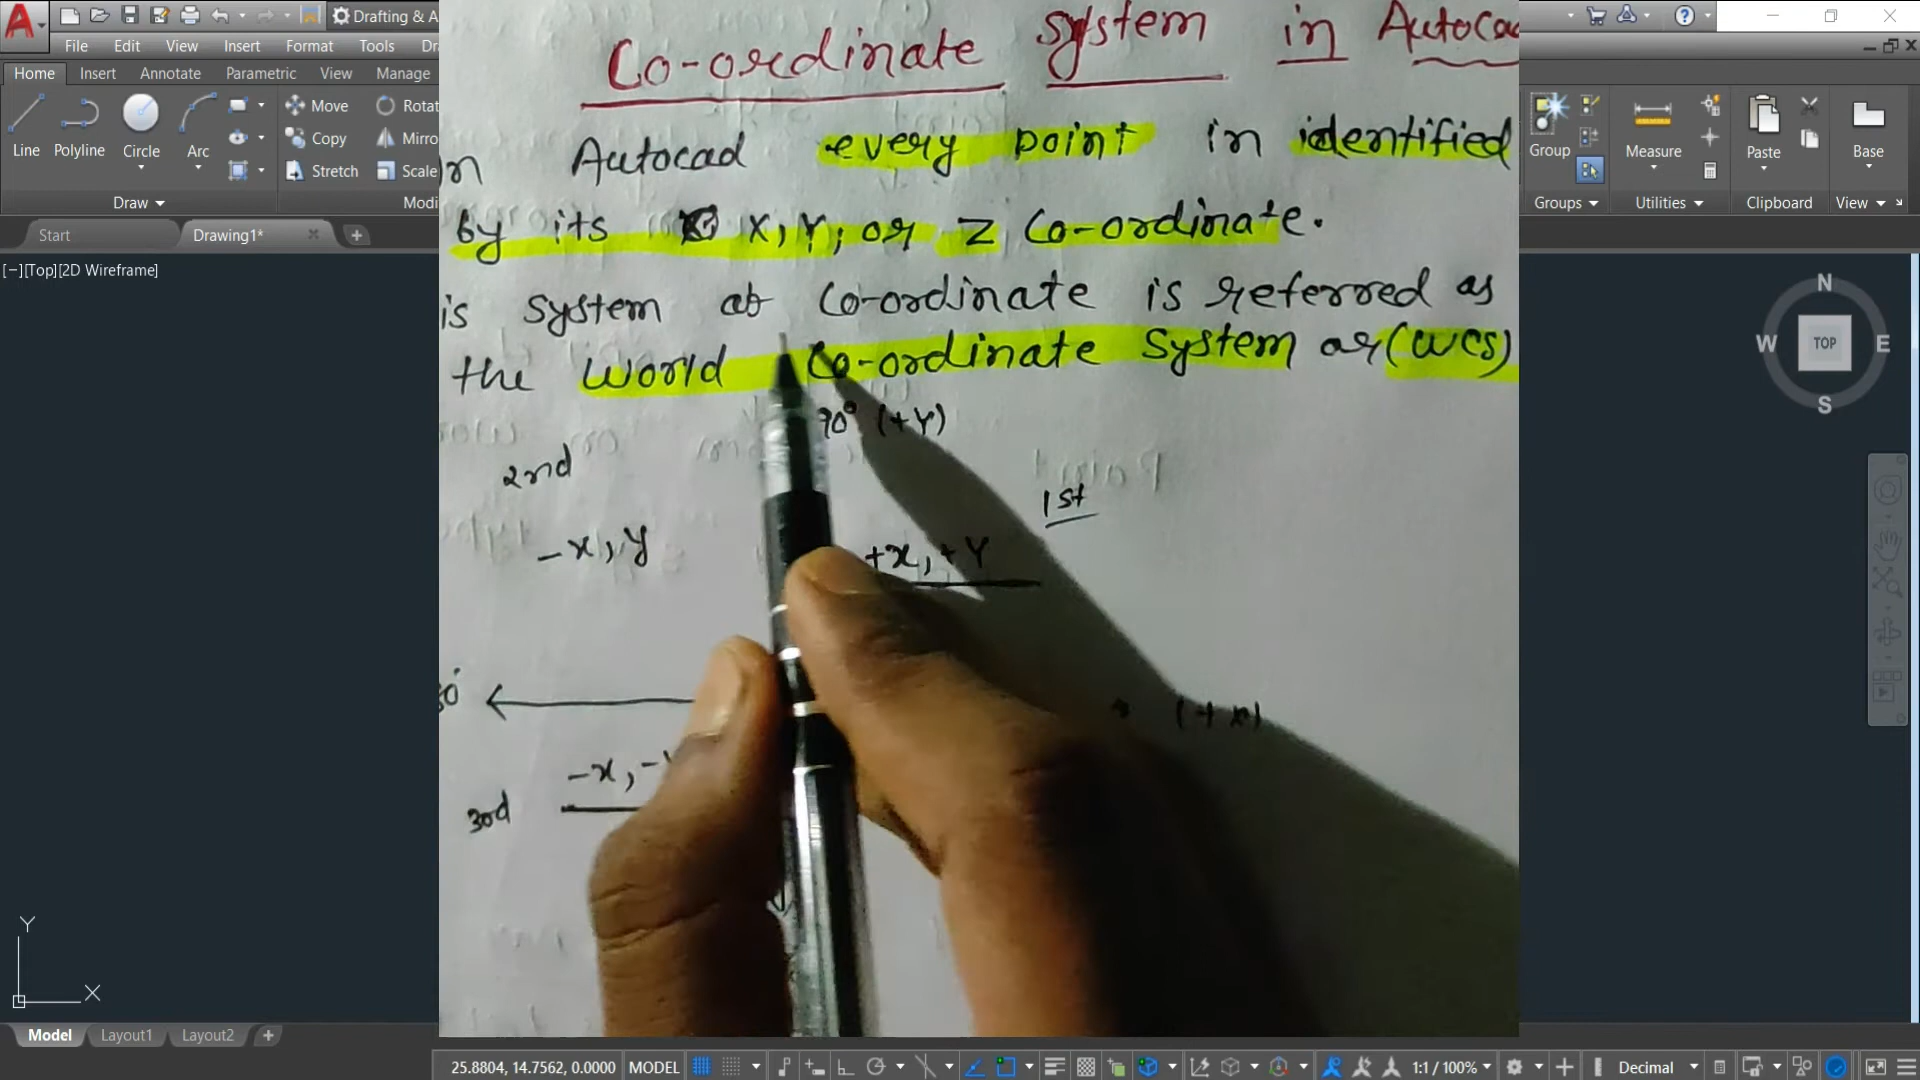 Drafting & A
File Edit View Insert Format Tools
Home Insert Annotate Parametric View Manage
Line Polyline Circle Arc
Move
Copy
Stretch
Scale
Draw
Start Drawing1* +
[−][Top][2D Wireframe]
Co-ordinate system in
Autocad every point in identified
by its X, Y, or Z Co-ordinate.
is system at Co-ordinate is referred as
the World Co-ordinate System or (WCS)
90° (+Y)
2nd
1st
-x, y
+x, +Y
(+x)
-x, -
3rd
Group Measure Paste Base
Groups Utilities Clipboard View
N
W TOP E
S
Y
X
Model Layout1 Layout2 +
25.8804, 14.7562, 0.0000 MODEL 1:1 / 100% Decimal